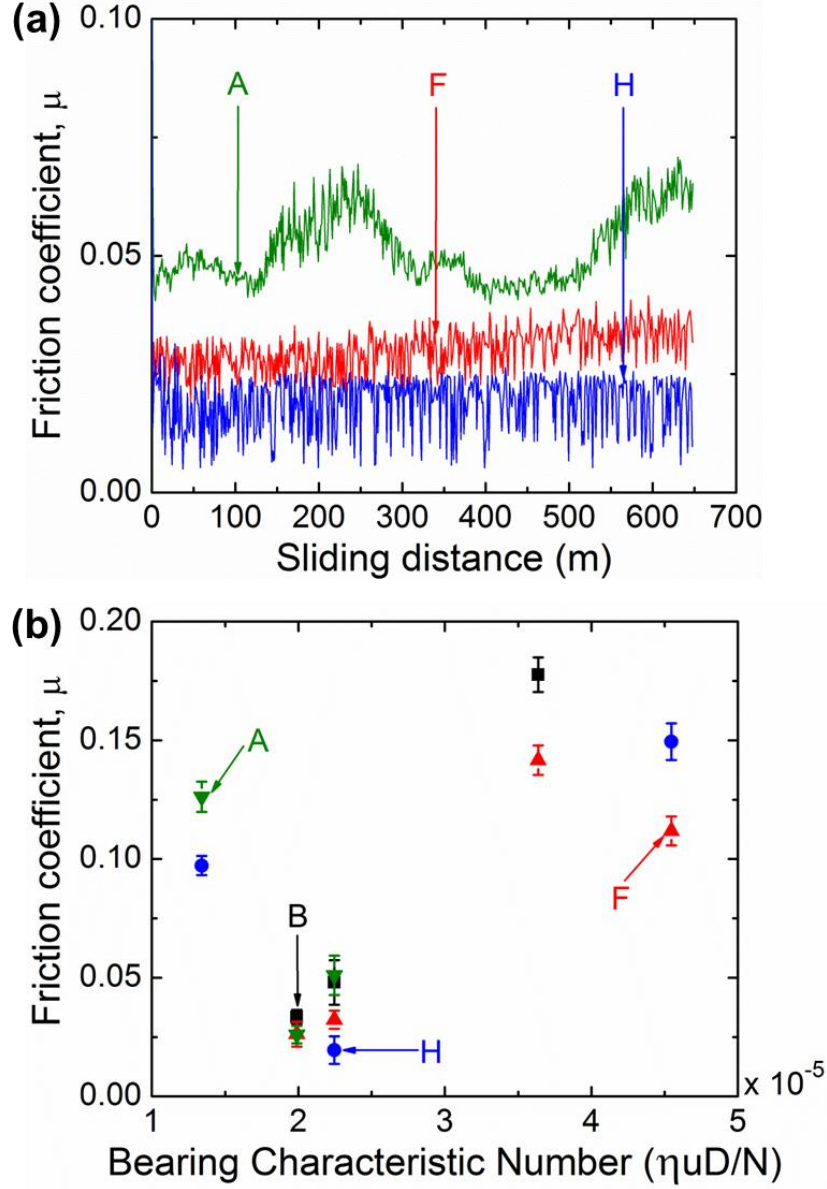 (a)
0.10
A F H
0.05
0.00
Friction coefficient, μ
0 100 200 300 400 500 600 700
Sliding distance (m)
(b)
0.20
0.15
A
0.10
F
B
0.05
H
0.00
Friction coefficient, μ
x 10-5
1 2 3 4 5
Bearing Characteristic Number (ηuD/N)